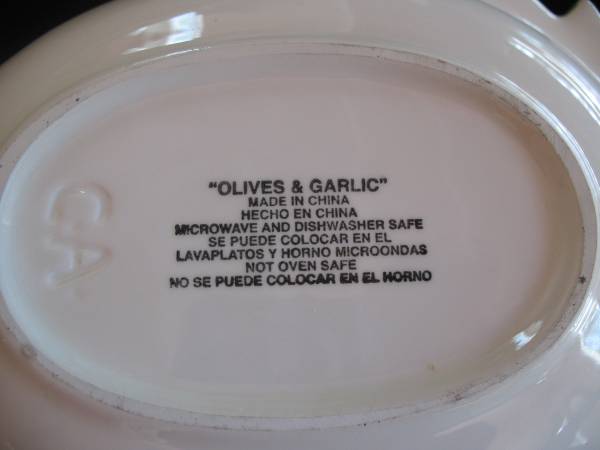 "OLIVES & GARLIC"
MADE IN CHINA
HECHO EN CHINA
MICROWAVE AND DISHWASHER SAFE
SE PUEDE COLOCAR EN EL
LAVAPLATOS Y HORNO MICROONDAS
NOT OVEN SAFE
NO SE PUEDE COLOCAR EN EL HORNO
CA